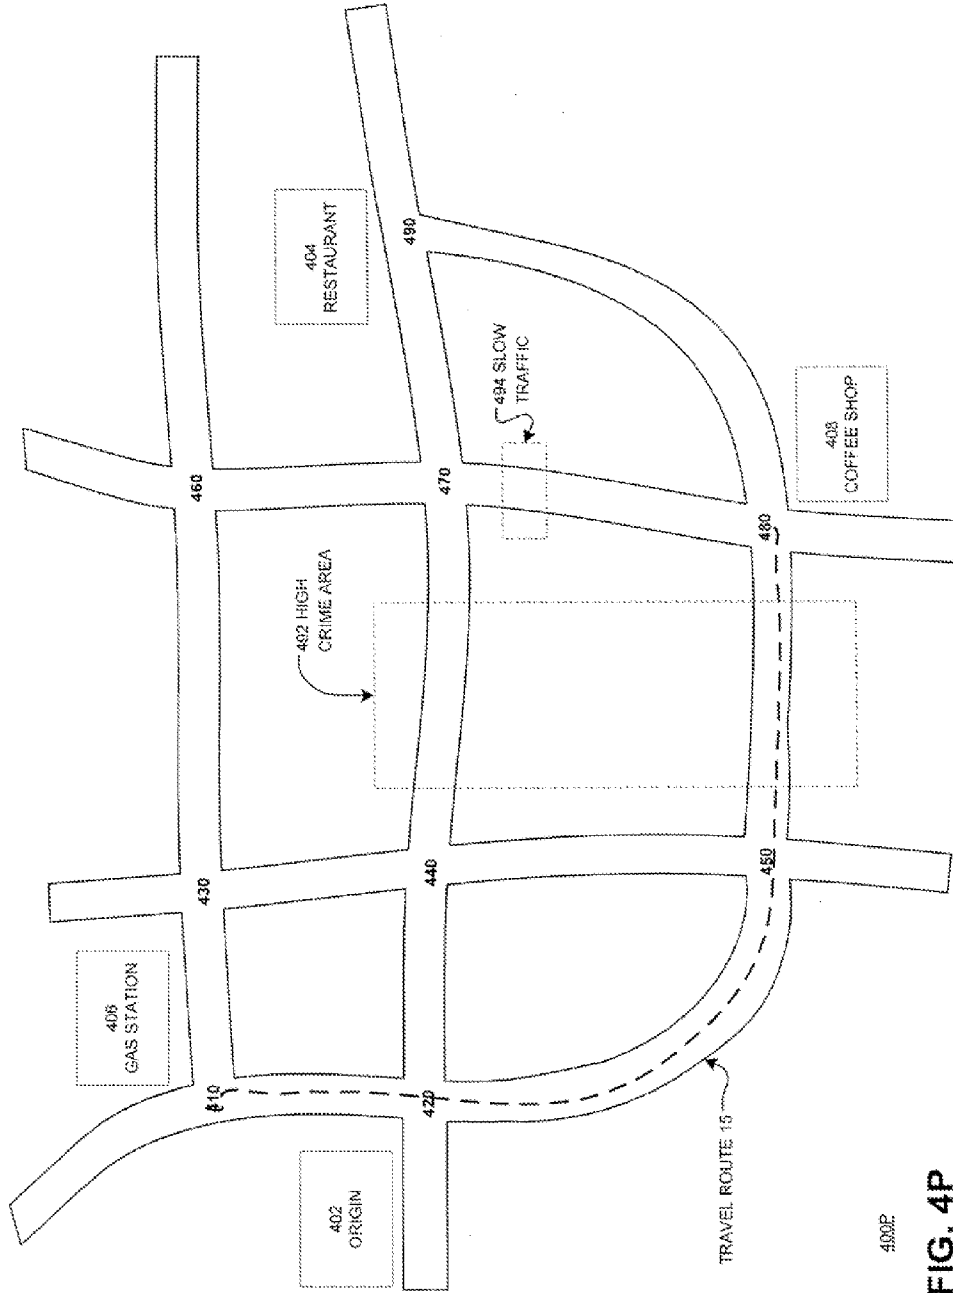 406
GAS STATION
402
ORIGIN
410
430
460
492 HIGH
CRIME AREA
404
RESTAURANT
420
440
470
490
494 SLOW
TRAFFIC
TRAVEL ROUTE 15
450
480
408
COFFEE SHOP
400P
FIG. 4P